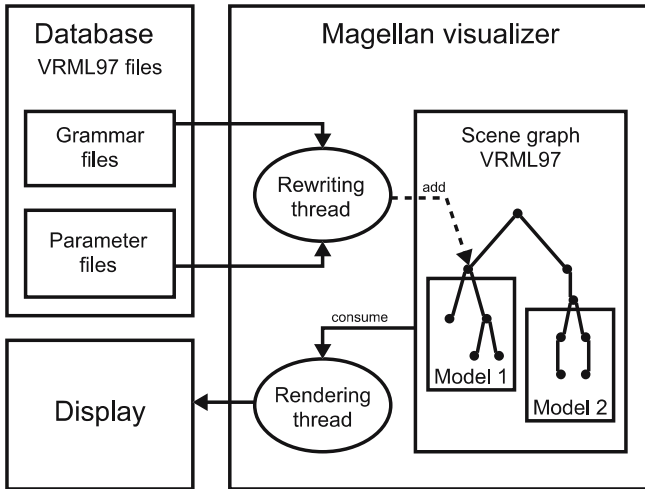 Database
VRML97 files
Grammar
files
Parameter
files
Display
Magellan visualizer
Rewriting
thread
add
consume
Rendering
thread
Scene graph
VRML97
Model 1
Model 2